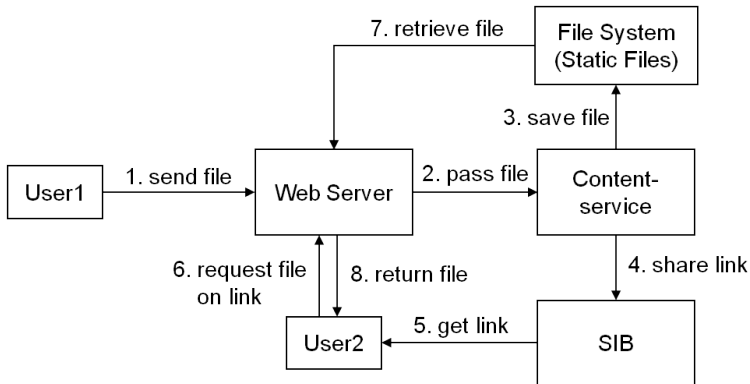 7. retrieve file
File System
(Static Files)
3. save file
1. send file
2. pass file
User1
Web Server
Content-
service
6. request file
on link
8. return file
4. share link
5. get link
User2
SIB